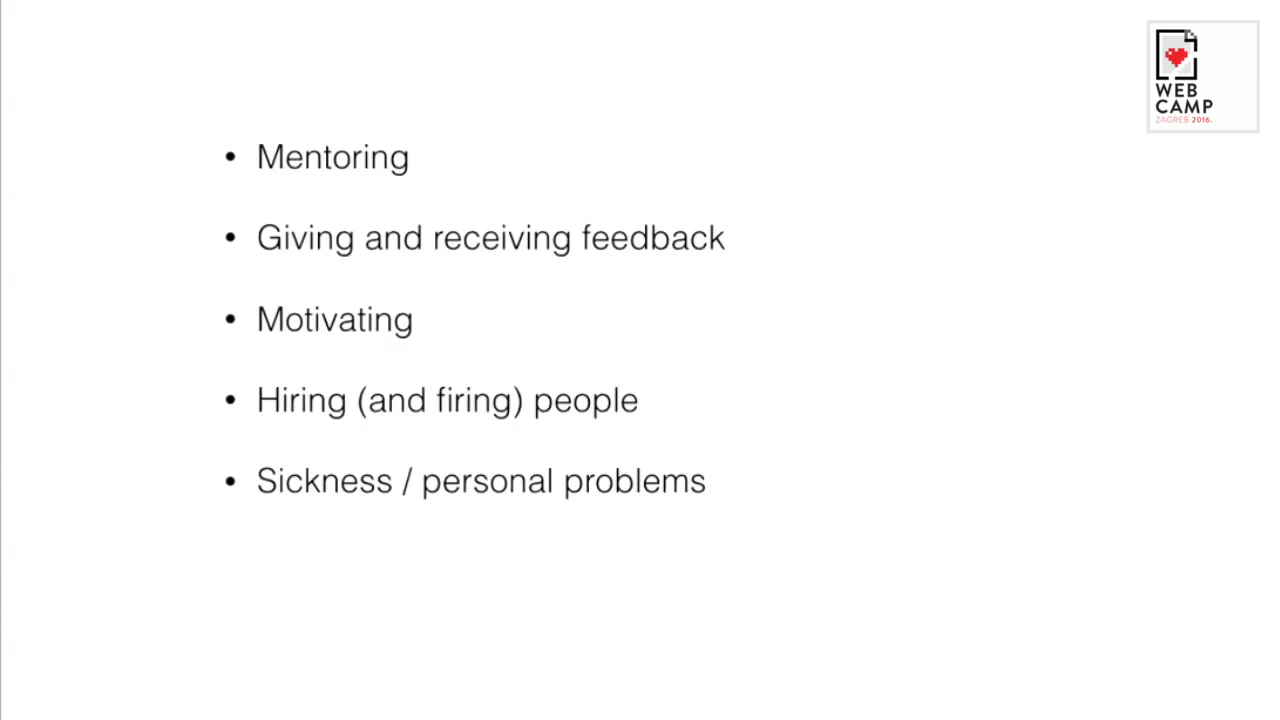 WEB
CAMP
ZAGREB 2016.
• Mentoring
• Giving and receiving feedback
• Motivating
• Hiring (and firing) people
• Sickness / personal problems